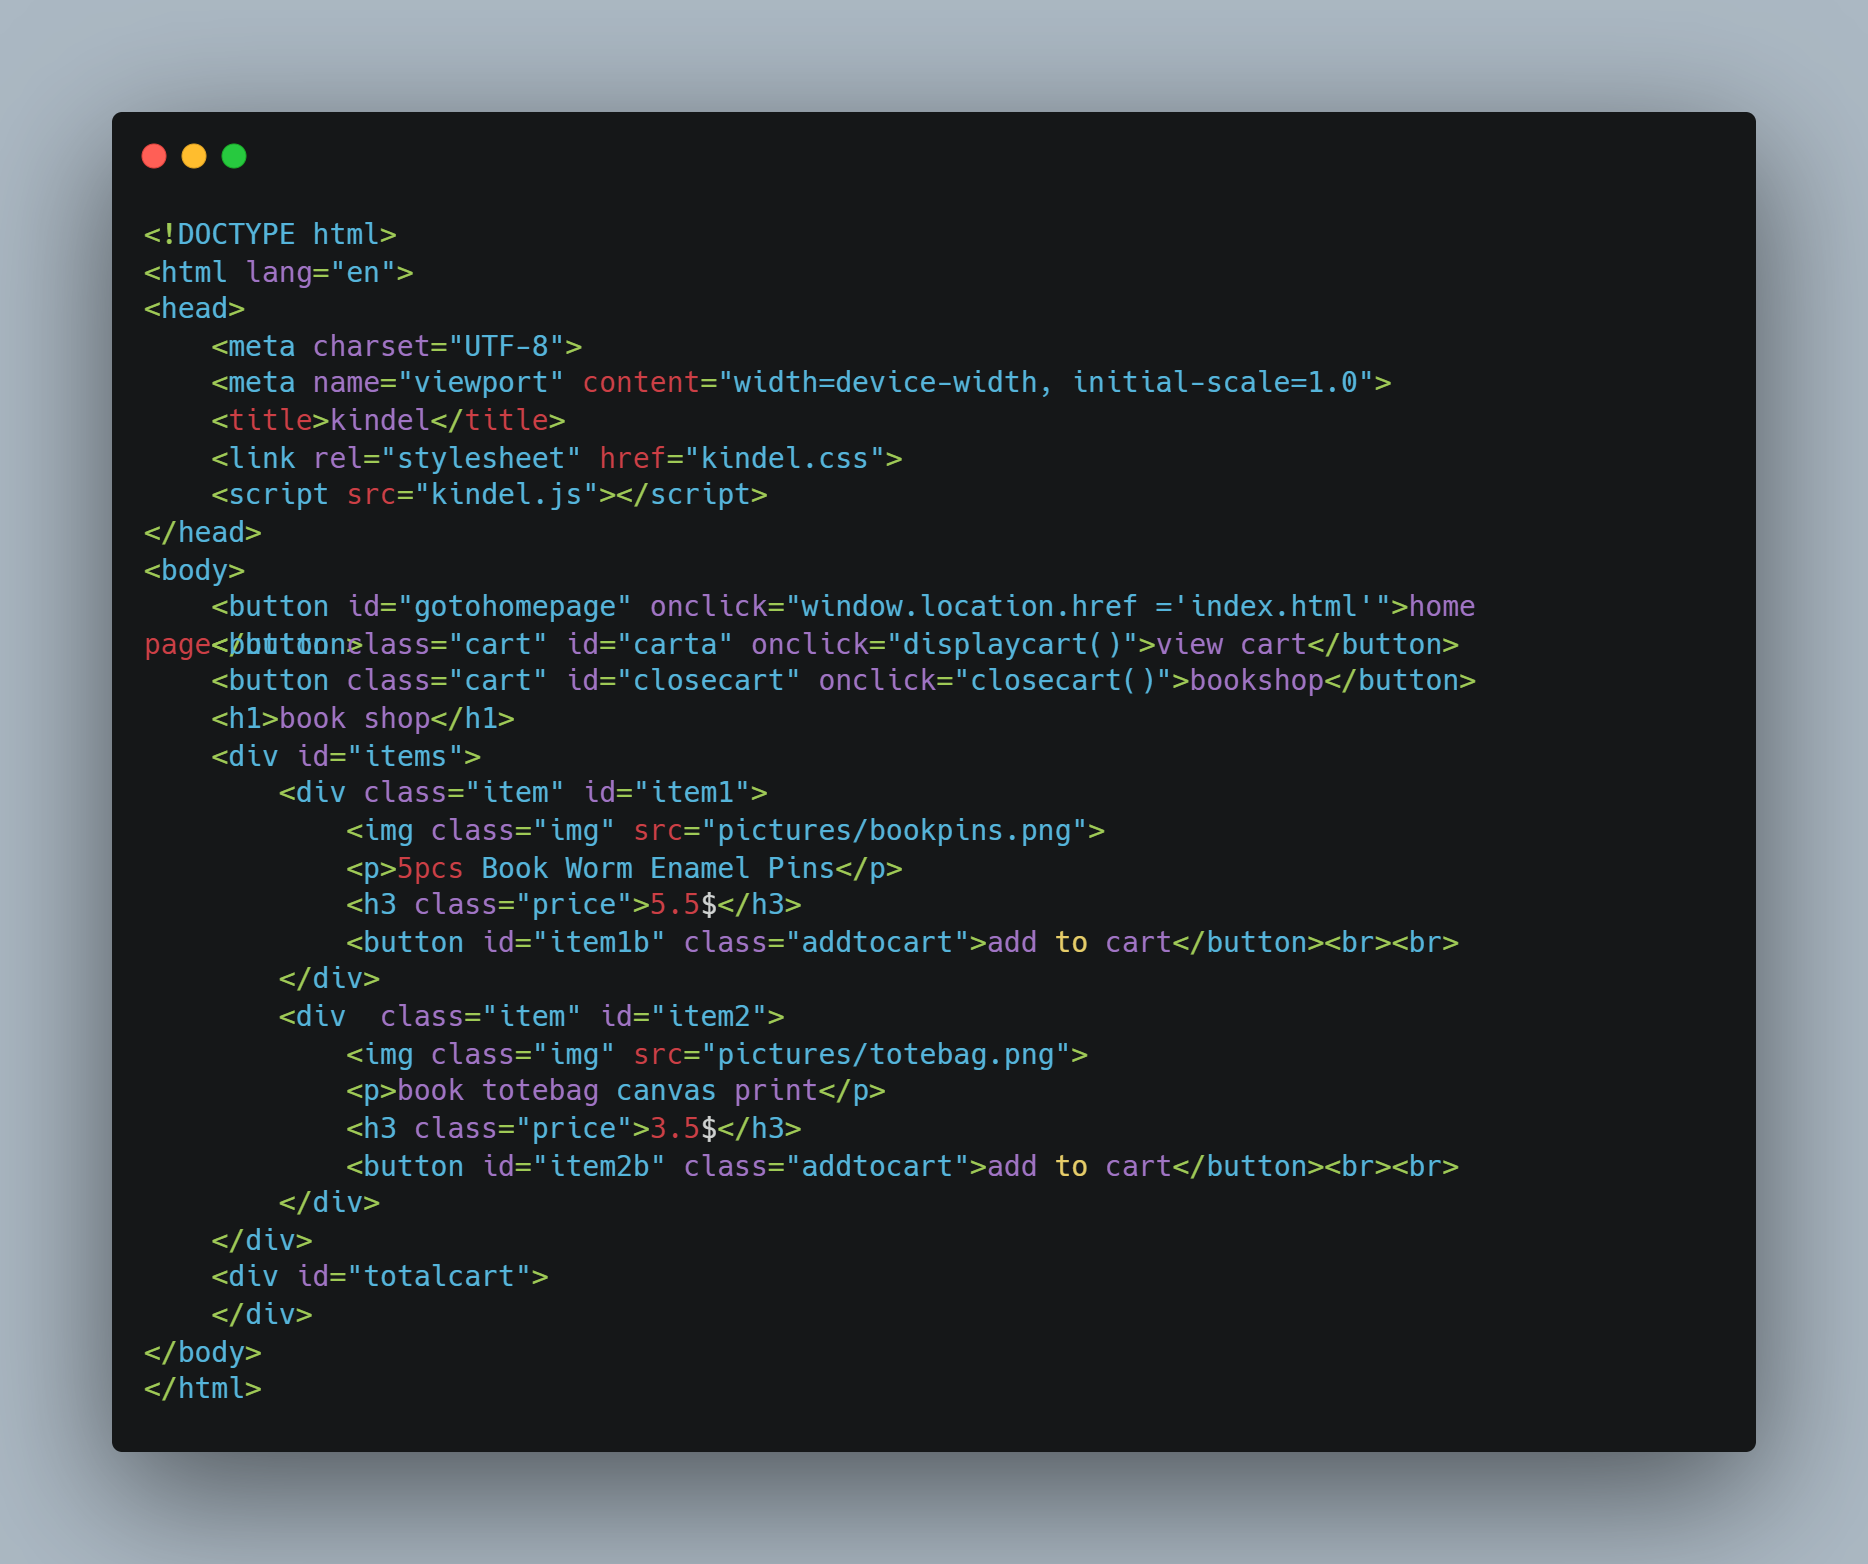 <!DOCTYPE html>
<html lang="en">
<head>
    <meta charset="UTF-8">
    <meta name="viewport" content="width=device-width, initial-scale=1.0">
    <title>kindel</title>
    <link rel="stylesheet" href="kindel.css">
    <script src="kindel.js"></script>
</head>
<body>
    <button id="gotohomepage" onclick="window.location.href ='index.html'">home
page</button>
    <button class="cart" id="carta" onclick="displaycart()">view cart</button>
    <button class="cart" id="closecart" onclick="closecart()">bookshop</button>
    <h1>book shop</h1>
    <div id="items">
        <div class="item" id="item1">
            <img class="img" src="pictures/bookpins.png">
            <p>5pcs Book Worm Enamel Pins</p>
            <h3 class="price">5.5$</h3>
            <button id="item1b" class="addtocart">add to cart</button><br><br>
        </div>
        <div  class="item" id="item2">
            <img class="img" src="pictures/totebag.png">
            <p>book totebag canvas print</p>
            <h3 class="price">3.5$</h3>
            <button id="item2b" class="addtocart">add to cart</button><br><br>
        </div>
    </div>
    <div id="totalcart">
    </div>
</body>
</html>